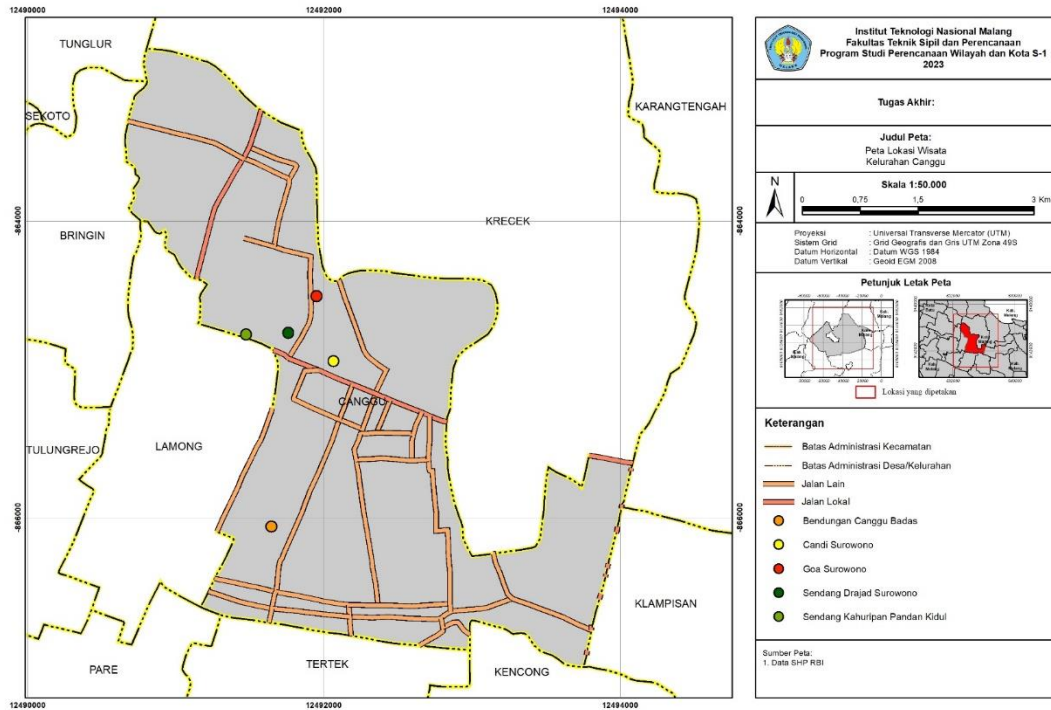 12490000
12492000
12494000
TUNGLUR
SEKOTO
KARANGTENGAH
-864000
-864000
KRECEK
BRINGIN
CANGGU
LAMONG
TULUNGREJO
-866000
-866000
KLAMPISAN
PARE
TERTEK
KENCONG
12490000
12492000
12494000
Institut Teknologi Nasional Malang
Fakultas Teknik Sipil dan Perencanaan
Program Studi Perencanaan Wilayah dan Kota S-1
2023
Tugas Akhir:
Judul Peta:
Peta Lokasi Wisata
Kelurahan Canggu
N
Skala 1:50.000
0 0,75 1,5 3 Km
Proyeksi : Universal Transverse Mercator (UTM)
Sistem Grid : Grid Geografis dan Gris UTM Zona 49S
Datum Horizontal : Datum WGS 1984
Datum Vertikal : Geoid EGM 2008
Petunjuk Letak Peta
Lokasi yang dipetakan
Keterangan
Batas Administrasi Kecamatan
Batas Administrasi Desa/Kelurahan
Jalan Lain
Jalan Lokal
Bendungan Canggu Badas
Candi Surowono
Goa Surowono
Sendang Drajad Surowono
Sendang Kahuripan Pandan Kidul
Sumber Peta:
1. Data SHP RBI